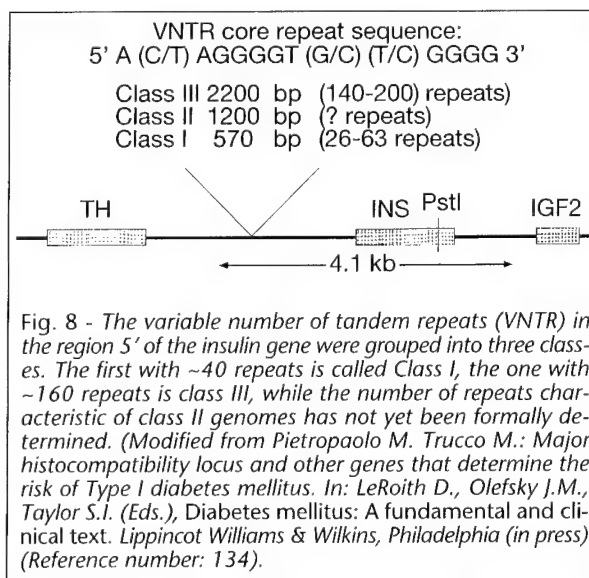 VNTR core repeat sequence:
5' A (C/T) AGGGGT (G/C) (T/C) GGGG 3'
Class III 2200 bp (140-200) repeats)
Class II 1200 bp (? repeats)
Class I 570 bp (26-63 repeats)
TH INS PstI IGF2
4.1 kb
Fig. 8 - The variable number of tandem repeats (VNTR) in
the region 5' of the insulin gene were grouped into three class-
es. The first with ~40 repeats is called Class I, the one with
~160 repeats is class III, while the number of repeats char-
acteristic of class II genomes has not yet been formally de-
termined. (Modified from Pietropaolo M. Trucco M.: Major
histocompatibility locus and other genes that determine the
risk of Type I diabetes mellitus. In: LeRoith D., Olefsky J.M.,
Taylor S.I. (Eds.), Diabetes mellitus: A fundamental and cli-
nical text. Lippincot Williams & Wilkins, Philadelphia (in press)
(Reference number: 134).